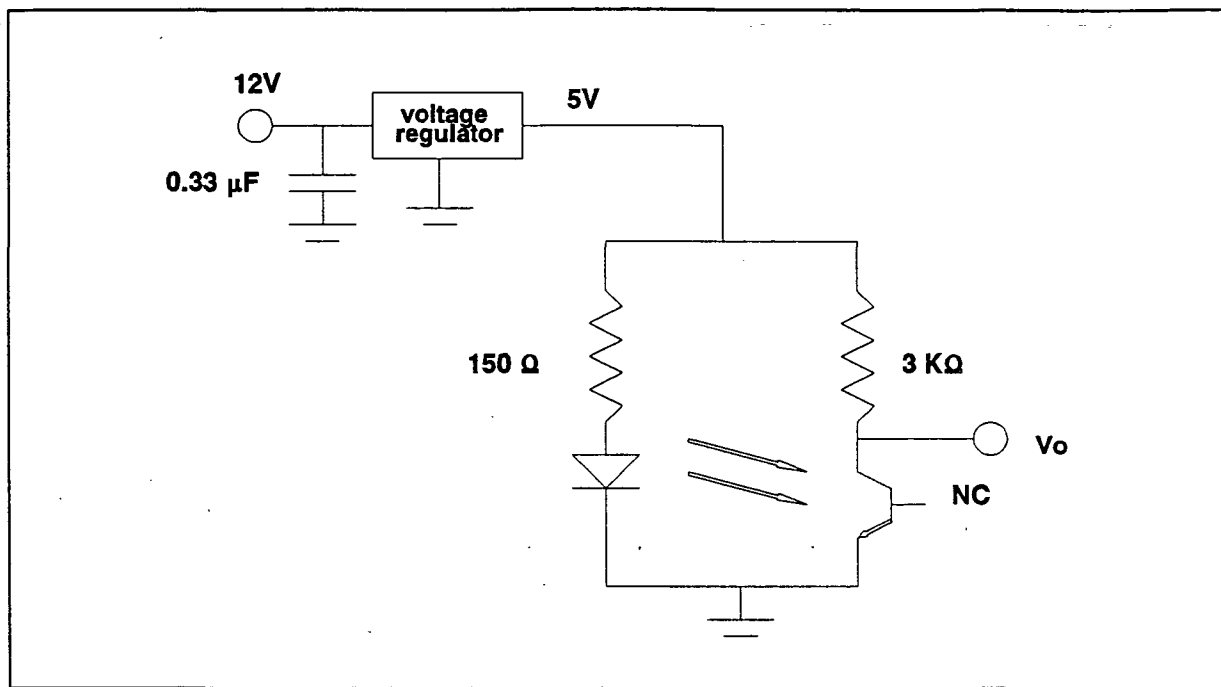 12V
voltage
regulator
5V
0.33 µF
150 Ω
3 KΩ
Vo
NC